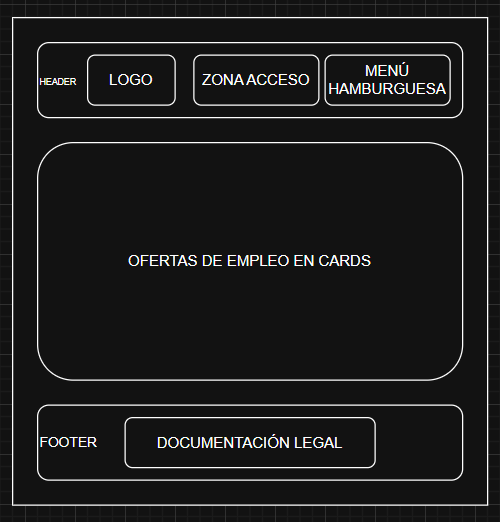 HEADER
LOGO
ZONA ACCESO
MENÚ
HAMBURGUESA
OFERTAS DE EMPLEO EN CARDS
FOOTER
DOCUMENTACIÓN LEGAL